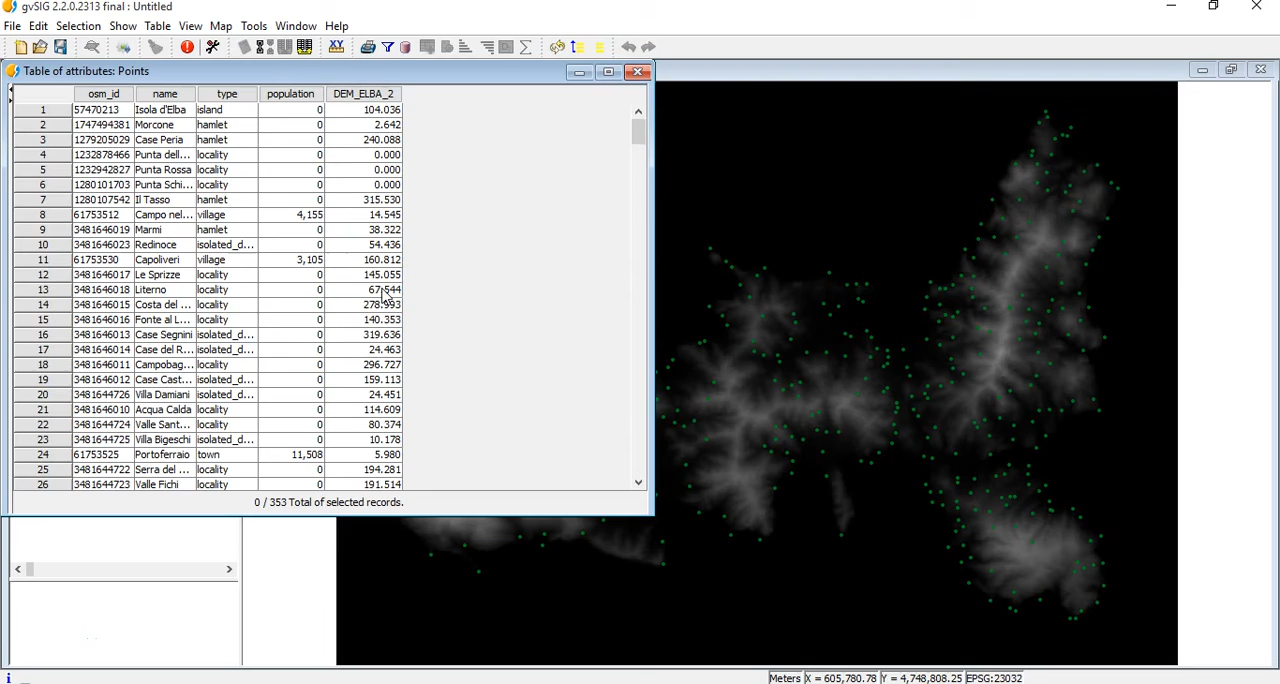 gvSIG 2.2.0.2313 final : Untitled
File Edit Selection Show Table View Map Tools Window Help
Table of attributes: Points
osm_id name type population DEM_ELBA_2
1 57470213 Isola d'Elba island 0 104.036
2 1747494381 Morcone hamlet 0 2.642
3 1279205029 Case Peria hamlet 0 240.088
4 1232878466 Punta dell... locality 0 0.000
5 1232942827 Punta Rossa locality 0 0.000
6 1280101703 Punta Schi... locality 0 0.000
7 1280107542 Il Tasso hamlet 0 315.530
8 61753512 Campo nel... village 4,155 14.545
9 3481646019 Marmi hamlet 0 38.322
10 3481646023 Redinoce isolated_d... 0 54.436
11 61753530 Capoliveri village 3,105 160.812
12 3481646017 Le Sprizze locality 0 145.055
13 3481646018 Literno locality 0 67.544
14 3481646015 Costa del ... locality 0 278.993
15 3481646016 Fonte al L... locality 0 140.353
16 3481646013 Case Segnini isolated_d... 0 319.636
17 3481646014 Case del R... isolated_d... 0 24.463
18 3481646011 Campobag... locality 0 296.727
19 3481646012 Case Cast... isolated_d... 0 159.113
20 3481644726 Villa Damiani isolated_d... 0 24.451
21 3481646010 Acqua Calda locality 0 114.609
22 3481644724 Valle Sant... locality 0 80.374
23 3481644725 Villa Bigeschi isolated_d... 0 10.178
24 61753525 Portoferraio town 11,508 5.980
25 3481644722 Serra del ... locality 0 194.281
26 3481644723 Valle Fichi locality 0 191.514
0 / 353 Total of selected records.
Meters X = 605,780.78 Y = 4,748,808.25 EPSG:23032